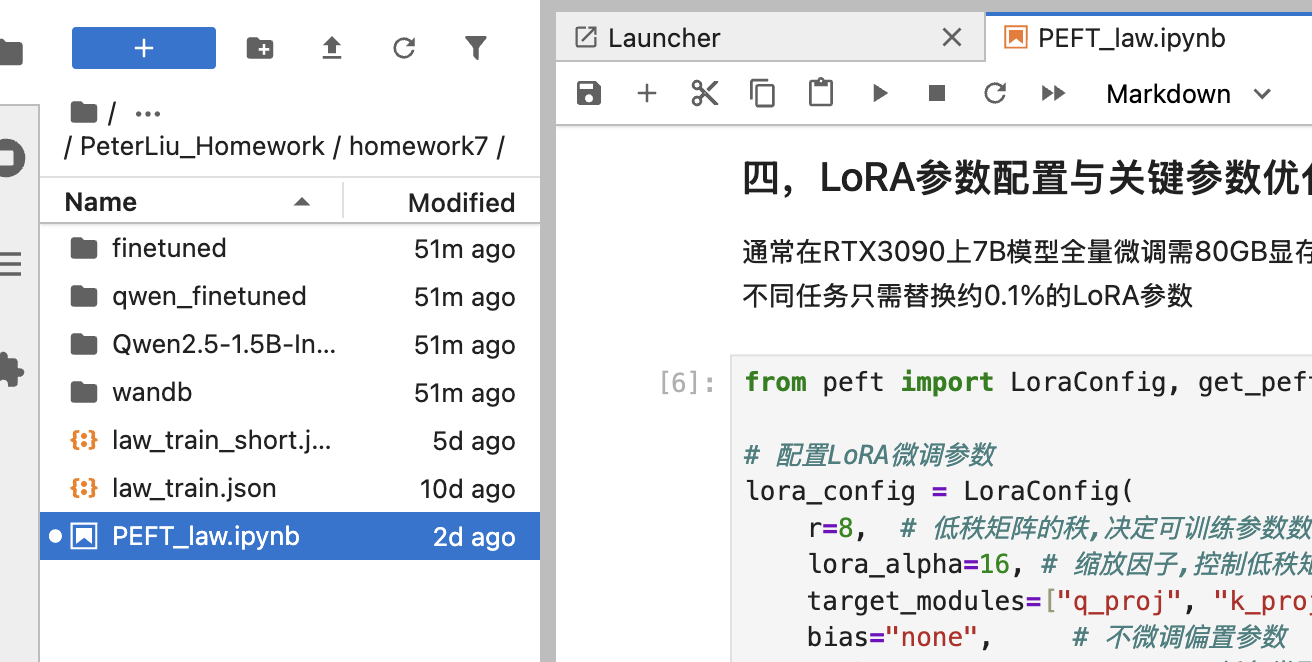 / …
/ PeterLiu_Homework / homework7 /
Name Modified
finetuned 51m ago
qwen_finetuned 51m ago
Qwen2.5-1.5B-In... 51m ago
wandb 51m ago
law_train_short.j... 5d ago
law_train.json 10d ago
PEFT_law.ipynb 2d ago
Launcher
PEFT_law.ipynb
Markdown
四，LoRA参数配置与关键参数优
通常在RTX3090上7B模型全量微调需80GB显存
不同任务只需替换约0.1%的LoRA参数
[6]:
from peft import LoraConfig, get_pef
# 配置LoRA微调参数
lora_config = LoraConfig(
r=8, # 低秩矩阵的秩,决定可训练参数数
lora_alpha=16, # 缩放因子,控制低秩矩
target_modules=["q_proj", "k_proj
bias="none", # 不微调偏置参数